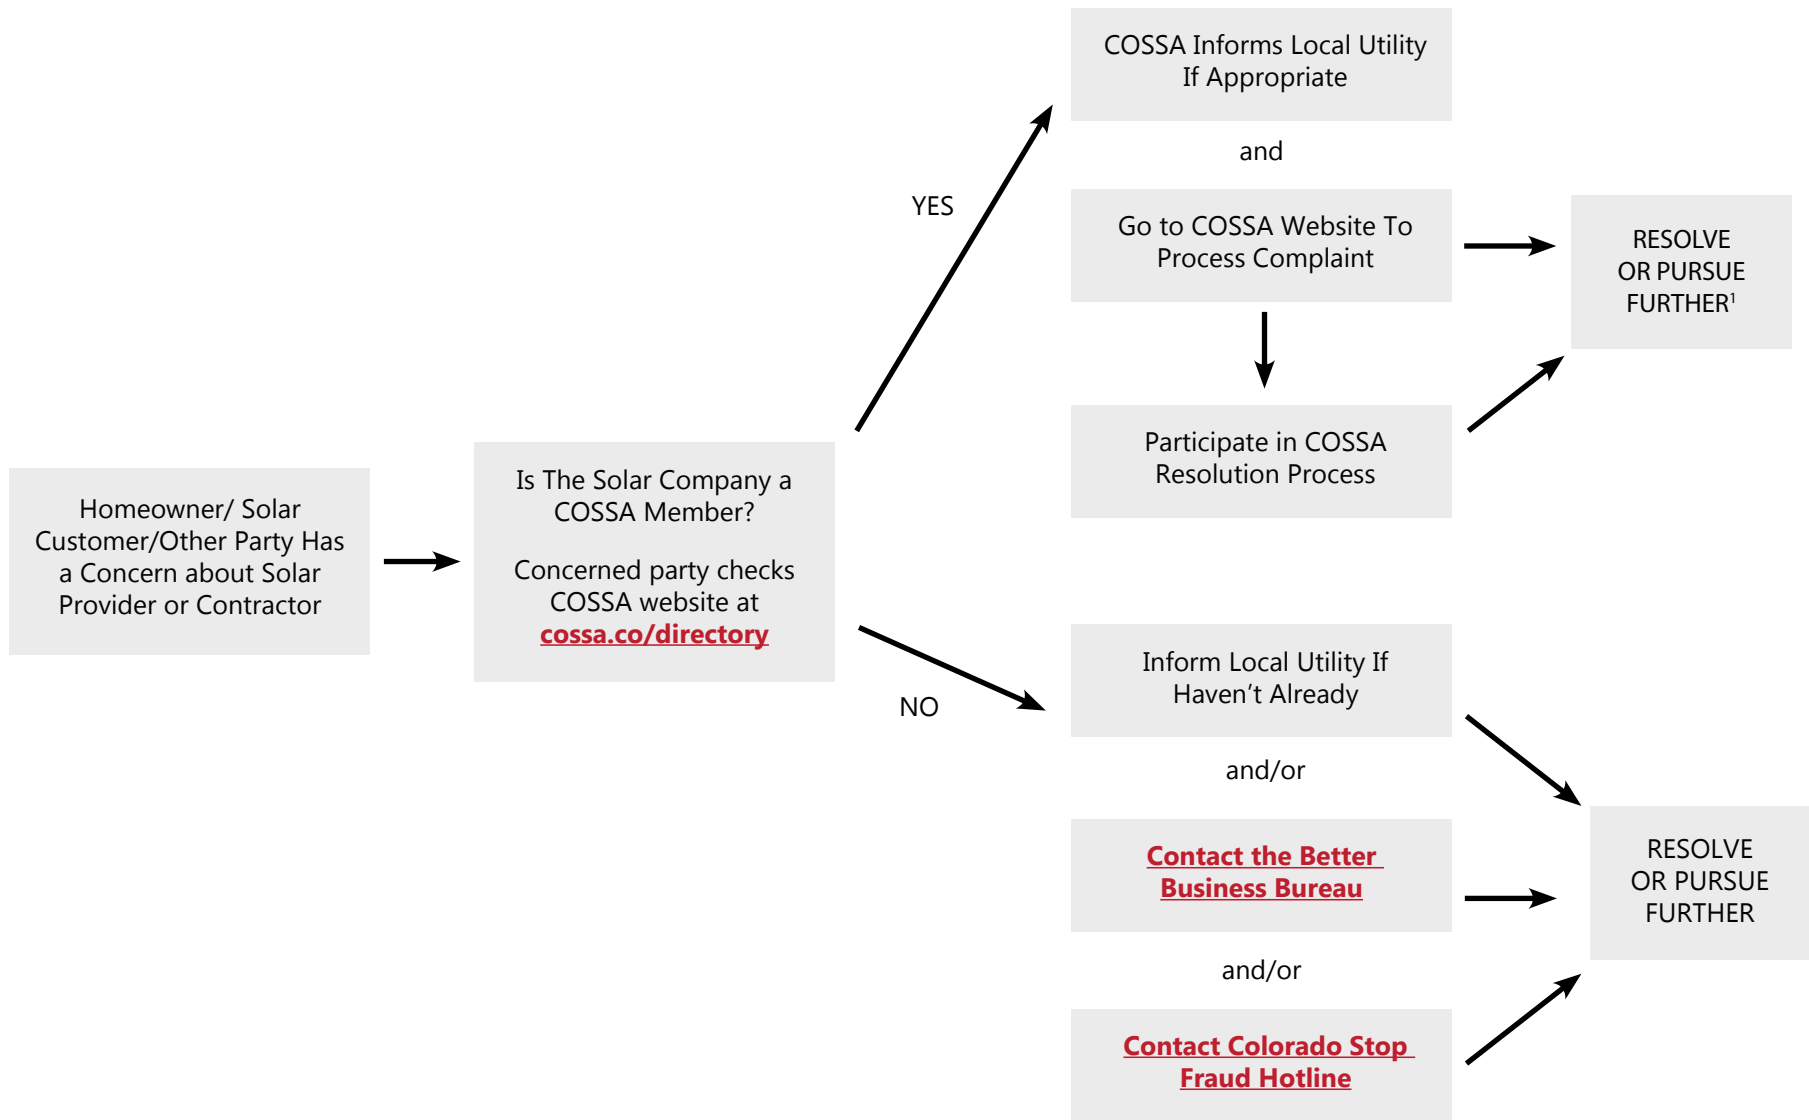 Homeowner/ Solar
Customer/Other Party Has
a Concern about Solar
Provider or Contractor
Is The Solar Company a
COSSA Member?
Concerned party checks
COSSA website at
cossa.co/directory
YES
COSSA Informs Local Utility
If Appropriate
and
Go to COSSA Website To
Process Complaint
Participate in COSSA
Resolution Process
RESOLVE
OR PURSUE
FURTHER¹
NO
Inform Local Utility If
Haven’t Already
and/or
Contact the Better
Business Bureau
and/or
Contact Colorado Stop
Fraud Hotline
RESOLVE
OR PURSUE
FURTHER